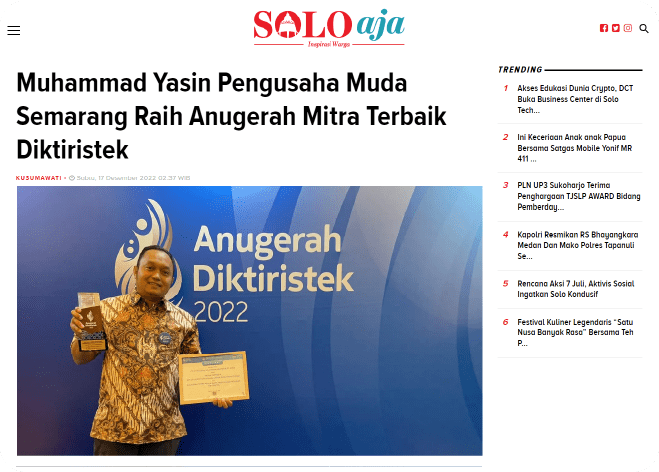 SOLO aja
Inspirasi Warga
Muhammad Yasin Pengusaha Muda
Semarang Raih Anugerah Mitra Terbaik
Diktiristek
KUSUMAWATI • Sabtu, 17 Desember 2022 02:37 WIB
Anugerah
Diktiristek
2022
TRENDING
1 Akses Edukasi Dunia Crypto, DCT
Buka Business Center di Solo
Tech...
2 Ini Keceriaan Anak anak Papua
Bersama Satgas Mobile Yonif MR
411 ...
3 PLN UP3 Sukoharjo Terima
Penghargaan TJSLP AWARD Bidang
Pemberday...
4 Kapolri Resmikan RS Bhayangkara
Medan Dan Mako Polres Tapanuli
Se...
5 Rencana Aksi 7 Juli, Aktivis Sosial
Ingatkan Solo Kondusif
6 Festival Kuliner Legendaris “Satu
Nusa Banyak Rasa” Bersama Teh
P...